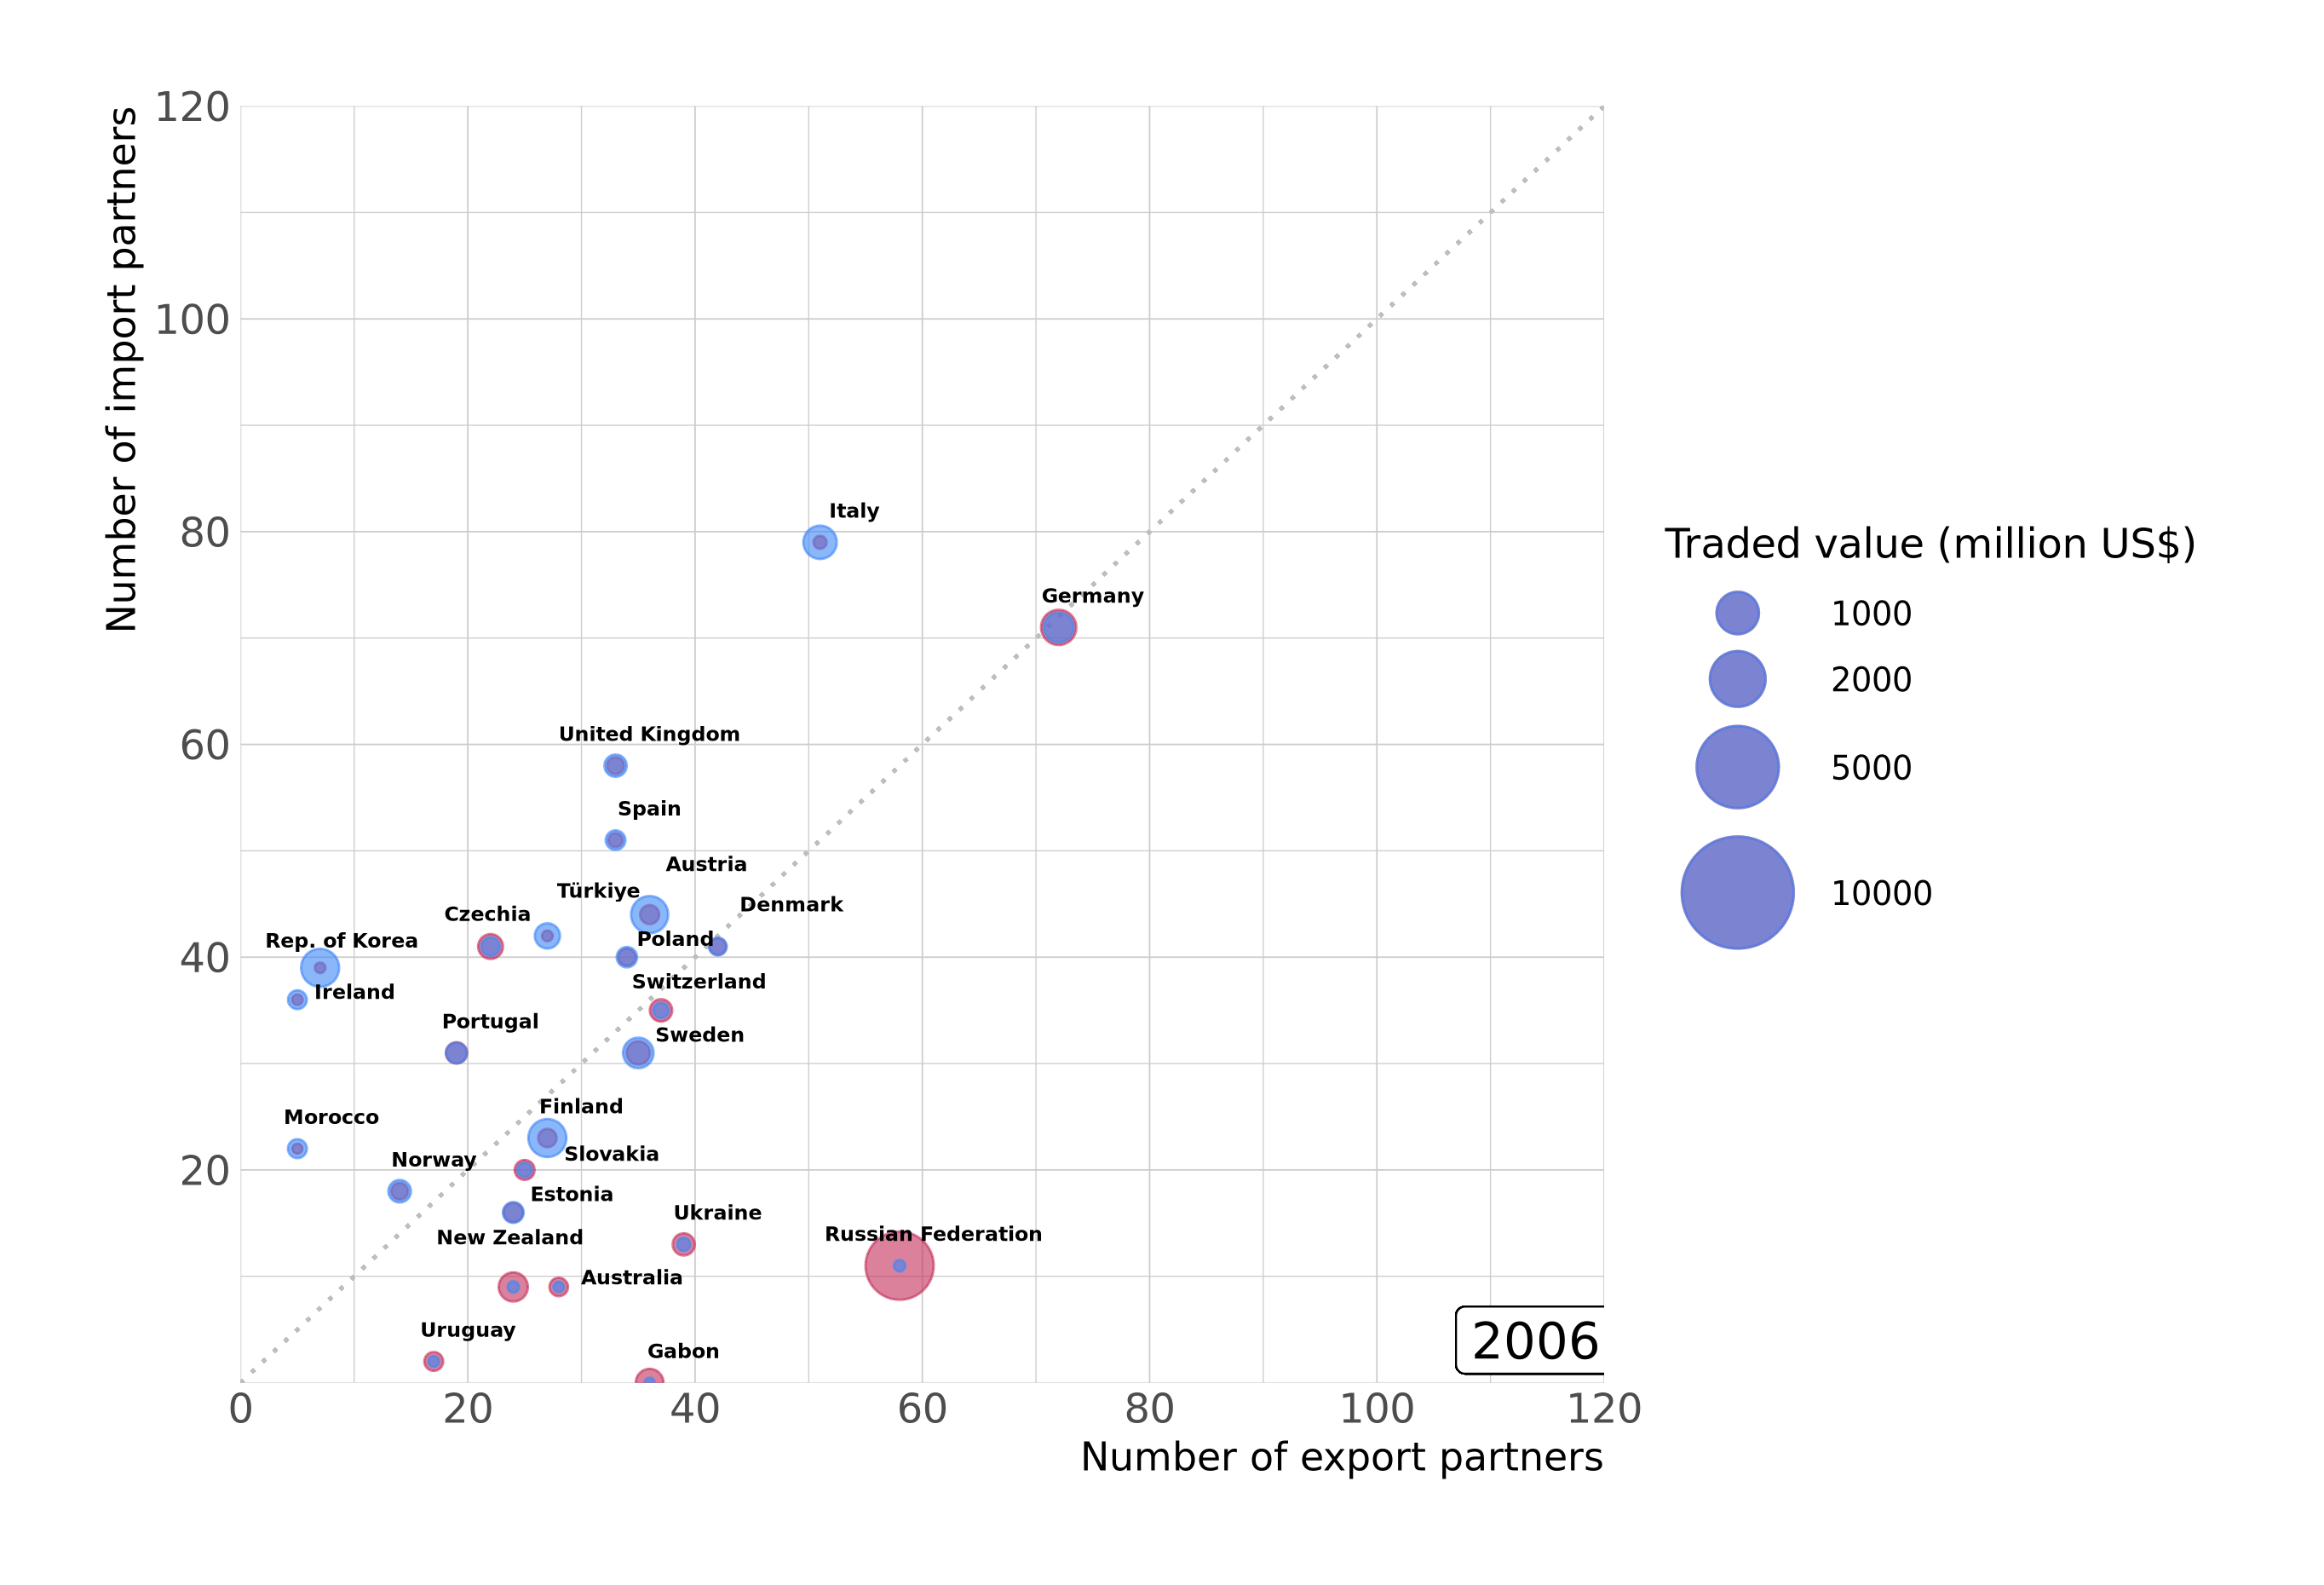 120
100
80
60
40
20
Number of import partners
Italy
Germany
United Kingdom
Spain
Austria
Türkiye
Denmark
Czechia
Poland
Rep. of Korea
Switzerland
Ireland
Portugal
Sweden
Finland
Morocco
Slovakia
Norway
Estonia
Ukraine
New Zealand
Russian Federation
Australia
Uruguay
Gabon
2006
0 20 40 60 80 100 120
Number of export partners
Traded value (million US$)
1000
2000
5000
10000